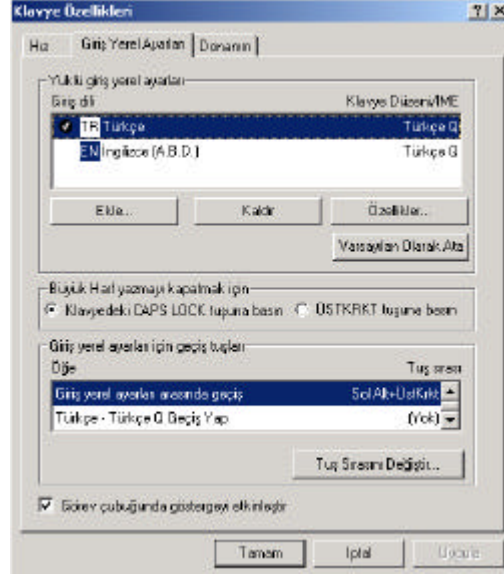 Klavye Özellikleri
Hız Giriş Yerel Ayarları Donanım
Yüklü giriş yerel ayarları
Giriş dili Klavye Düzeni/IME
TR Türkçe Türkçe Q
EN İngilizce (A.B.D.) Türkçe Q
Ekle... Kaldır Özellikler...
Varsayılan Olarak Ata
Büyük Harf yazmayı kapatmak için
Klavyedeki CAPS LOCK tuşuna basın ÜSTKRKT tuşuna basın
Giriş yerel ayarları için geçiş tuşları
Öğe Tuş sırası
Giriş yerel ayarları arasında geçiş Sol Alt+ÜstKrkt
Türkçe - Türkçe Q Geçiş Yap (Yok)
Tuş Sırasını Değiştir...
Görev çubuğunda göstergeyi etkinleştir
Tamam İptal Uygula